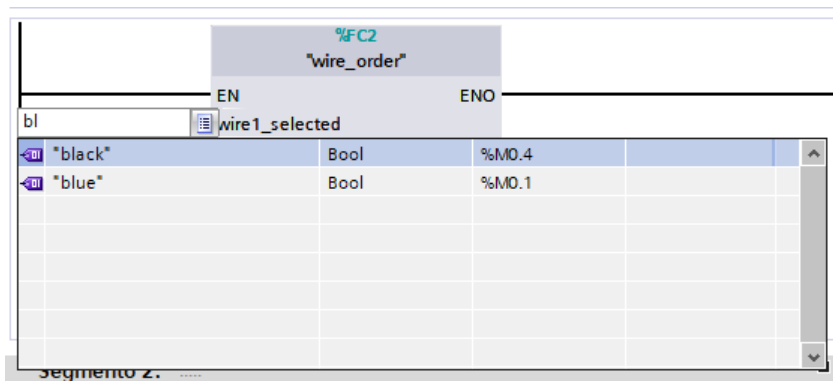 %FC2
"wire_order"
EN ENO
bl wire1_selected
"black" Bool %M0.4
"blue" Bool %M0.1
Segmento 2: .....